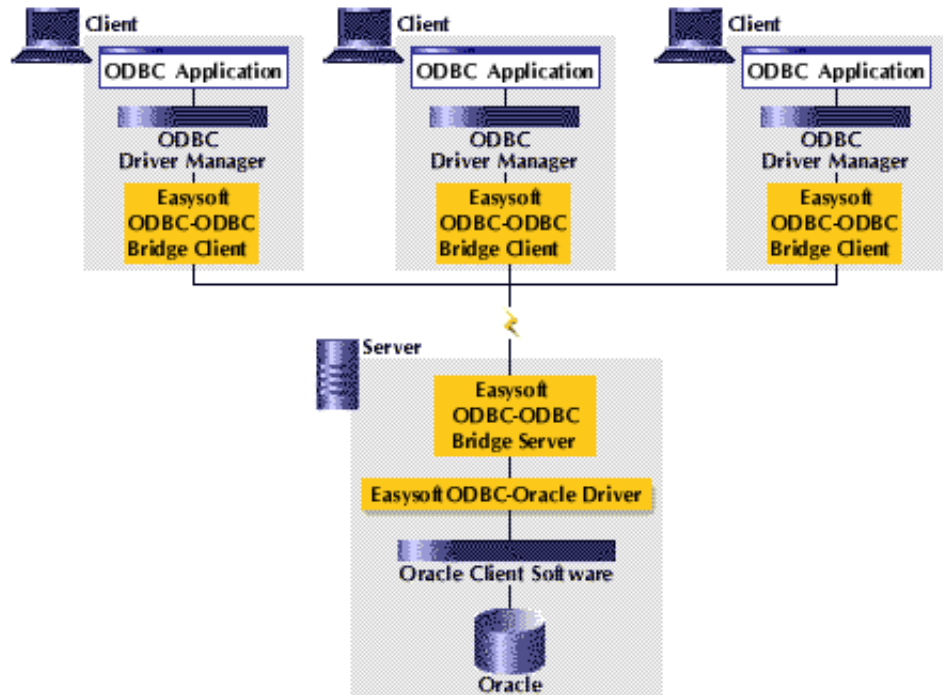 Client
ODBC Application
ODBC
Driver Manager
Easysoft
ODBC-ODBC
Bridge Client
Client
ODBC Application
ODBC
Driver Manager
Easysoft
ODBC-ODBC
Bridge Client
Client
ODBC Application
ODBC
Driver Manager
Easysoft
ODBC-ODBC
Bridge Client
Server
Easysoft
ODBC-ODBC
Bridge Server
Easysoft ODBC-Oracle Driver
Oracle Client Software
Oracle